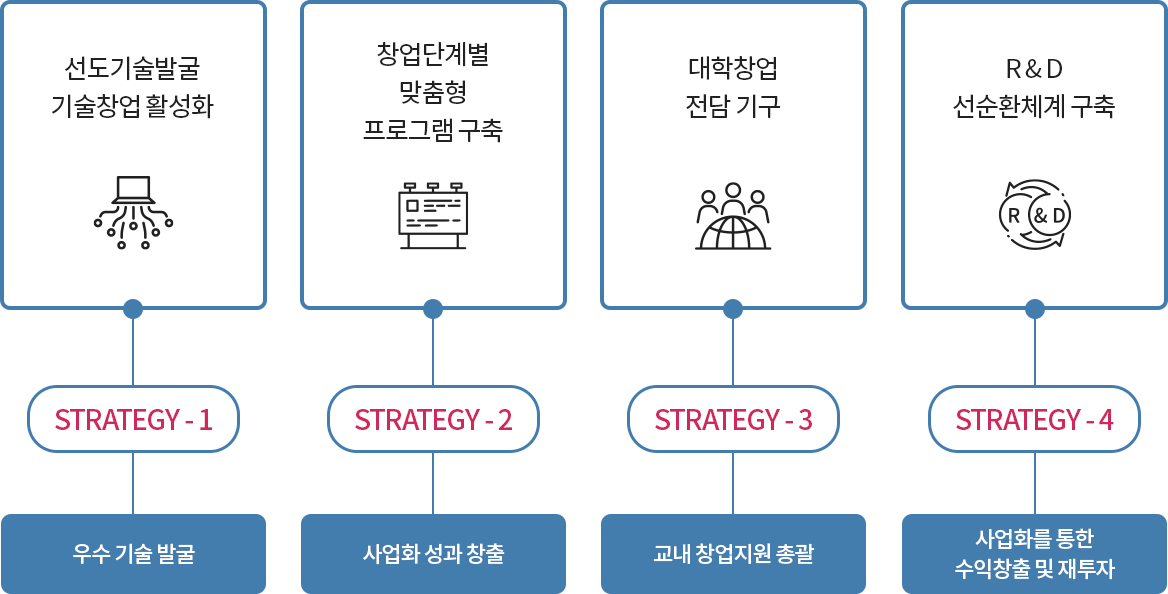 선도기술발굴
기술창업 활성화
창업단계별
맞춤형
프로그램 구축
대학창업
전담 기구
R & D
선순환체계 구축
R & D
STRATEGY - 1
STRATEGY - 2
STRATEGY - 3
STRATEGY - 4
우수 기술 발굴
사업화 성과 창출
교내 창업지원 총괄
사업화를 통한
수익창출 및 재투자